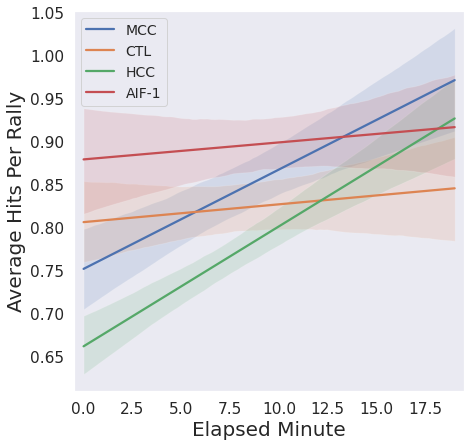 1.05
1.00
0.95
0.90
0.85
0.80
0.75
0.70
0.65
Average Hits Per Rally
MCC
CTL
HCC
AIF-1
0.0 2.5 5.0 7.5 10.0 12.5 15.0 17.5
Elapsed Minute